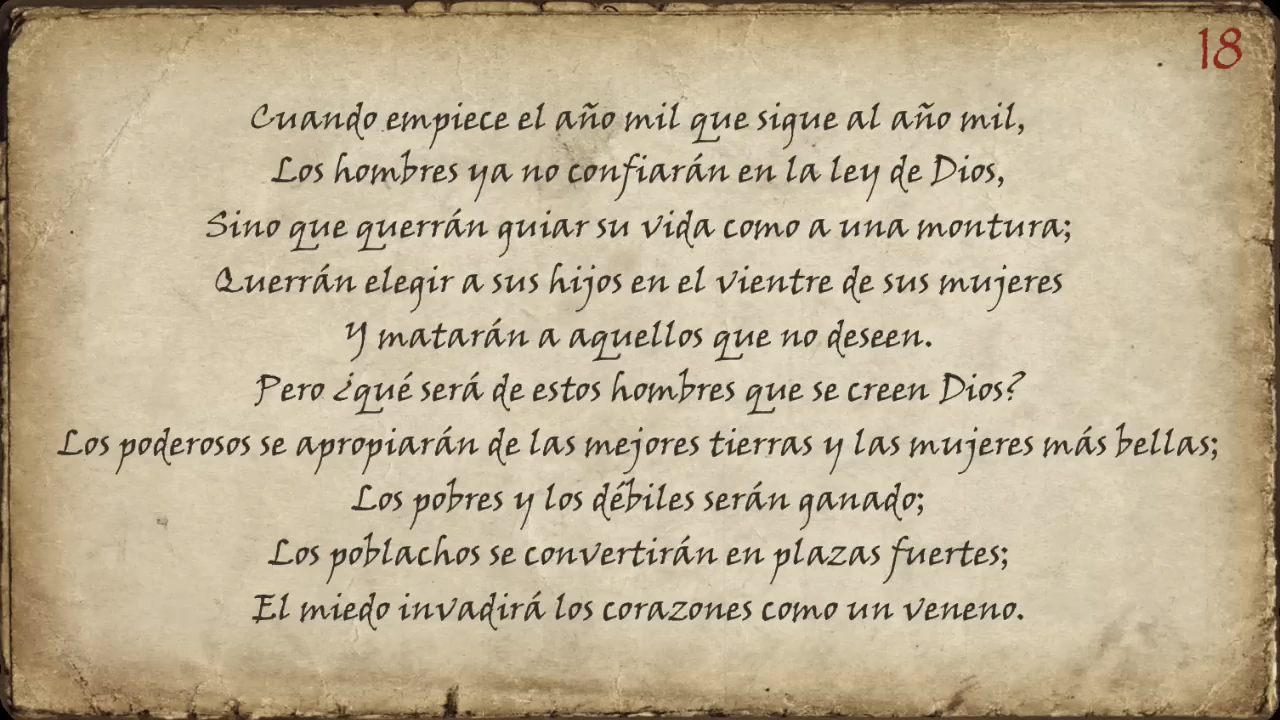 18
Cuando empiece el año mil que sigue al año mil,
Los hombres ya no confiarán en la ley de Dios,
Sino que querrán guiar su vida como a una montura;
Querrán elegir a sus hijos en el vientre de sus mujeres
Y matarán a aquellos que no deseen.
Pero ¿qué será de estos hombres que se creen Dios?
Los poderosos se apropiarán de las mejores tierras y las mujeres más bellas;
Los pobres y los débiles serán ganado;
Los poblachos se convertirán en plazas fuertes;
El miedo invadirá los corazones como un veneno.